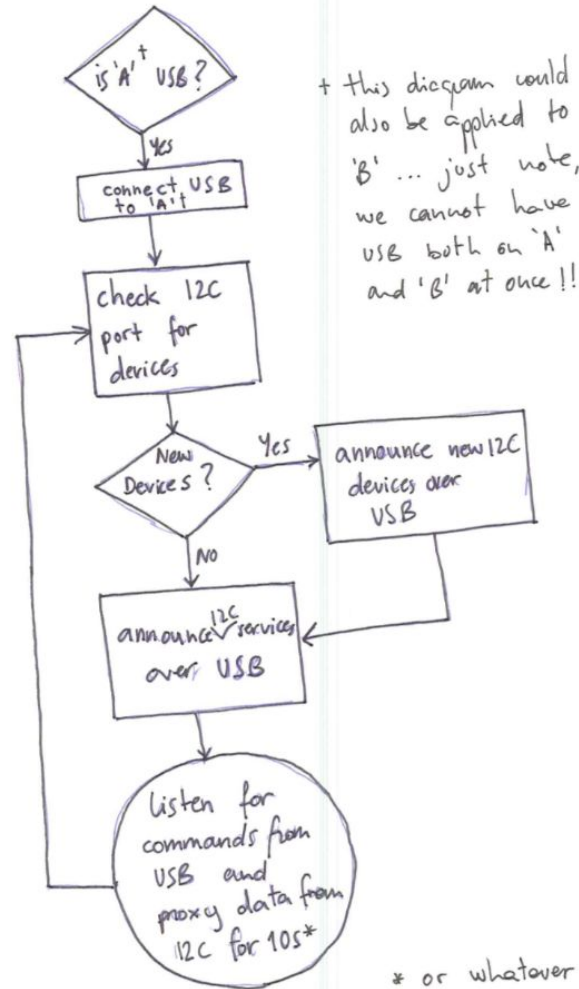 is 'A'+ USB?
+ this diagram could
also be applied to
'B' ... just note,
we cannot have
USB both on 'A'
and 'B' at once!!
Yes
connect USB
to 'A'+
check I2C
port for
devices
New
Devices?
Yes
announce new I2C
devices over
USB
No
announce I2C services
over USB
Listen for
commands from
USB and
proxy data from
I2C for 10s*
* or whatever